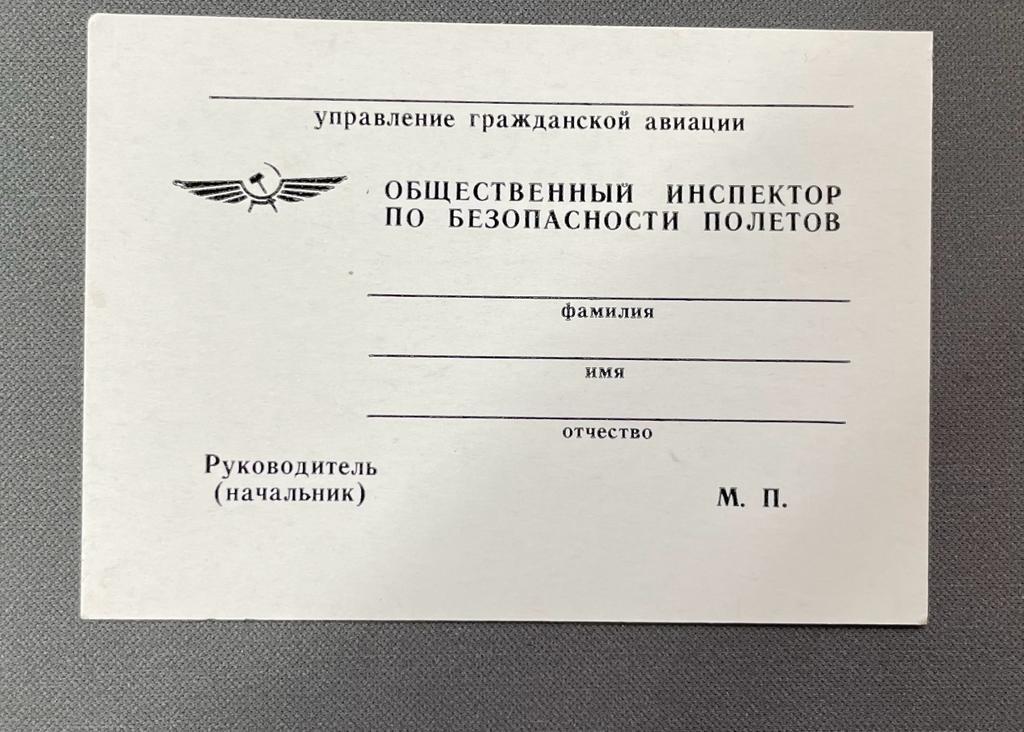 управление гражданской авиации
ОБЩЕСТВЕННЫЙ ИНСПЕКТОР
ПО БЕЗОПАСНОСТИ ПОЛЕТОВ
фамилия
имя
отчество
Руководитель
(начальник)
М. П.